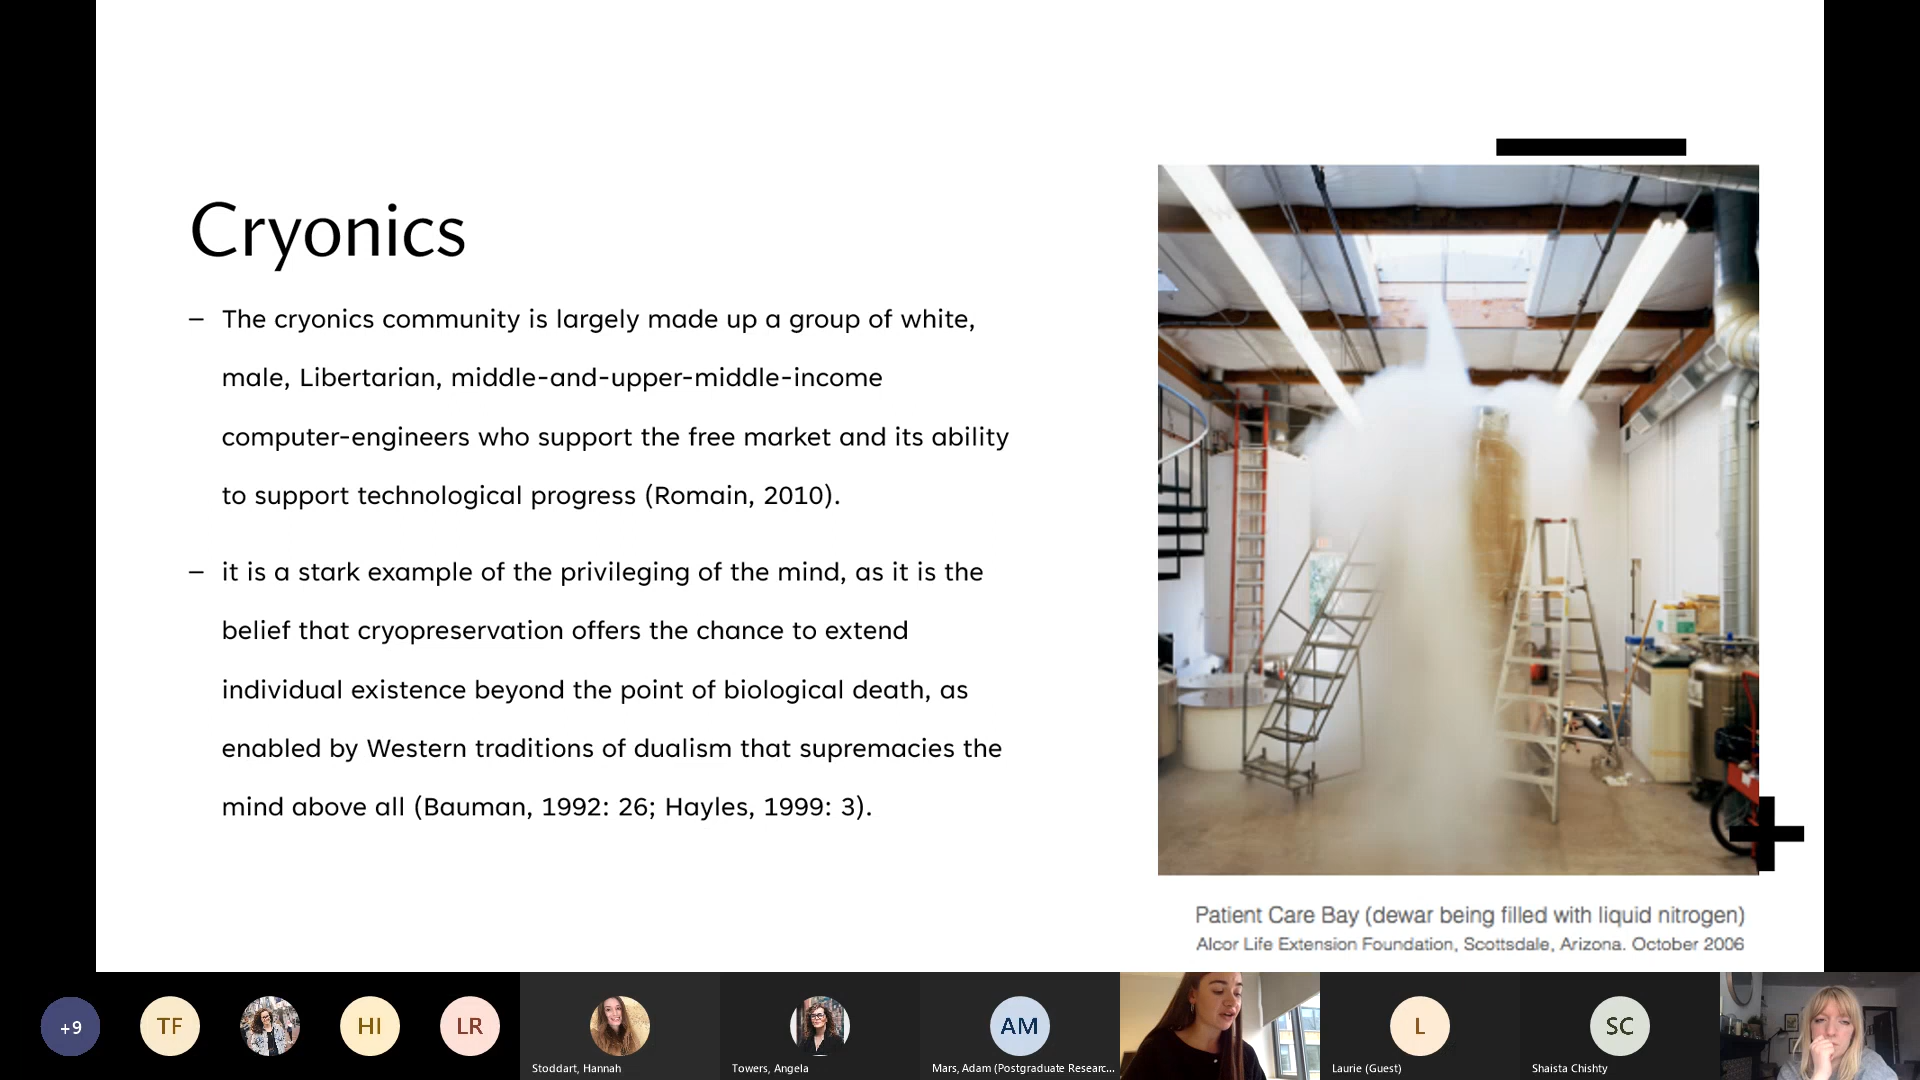 Cryonics
– The cryonics community is largely made up a group of white,
male, Libertarian, middle-and-upper-middle-income
computer-engineers who support the free market and its ability
to support technological progress (Romain, 2010).
– it is a stark example of the privileging of the mind, as it is the
belief that cryopreservation offers the chance to extend
individual existence beyond the point of biological death, as
enabled by Western traditions of dualism that supremacies the
mind above all (Bauman, 1992: 26; Hayles, 1999: 3).
Patient Care Bay (dewar being filled with liquid nitrogen)
Alcor Life Extension Foundation, Scottsdale, Arizona. October 2006
+9
TF
HI
LR
Stoddart, Hannah
Towers, Angela
AM
Mars, Adam (Postgraduate Researc...
L
Laurie (Guest)
SC
Shaista Chishty